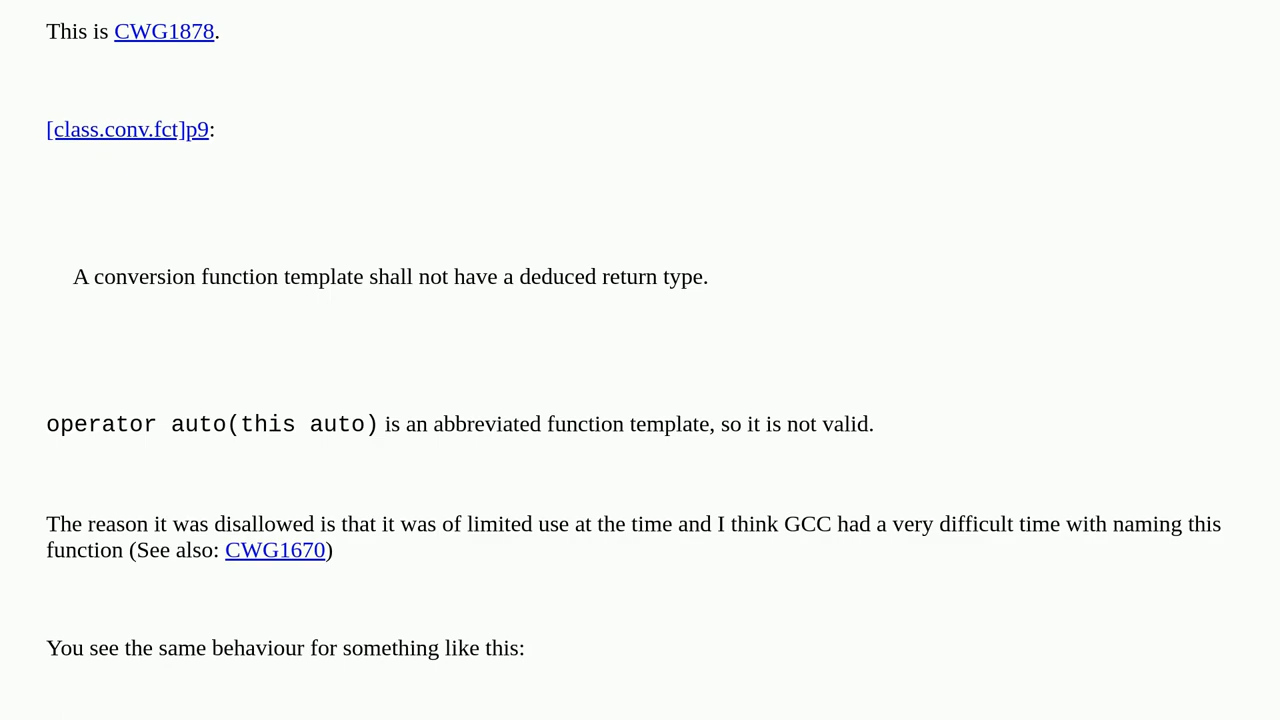 This is CWG1878.
[class.conv.fct]p9:
A conversion function template shall not have a deduced return type.
operator auto(this auto) is an abbreviated function template, so it is not valid.
The reason it was disallowed is that it was of limited use at the time and I think GCC had a very difficult time with naming this
function (See also: CWG1670)
You see the same behaviour for something like this: